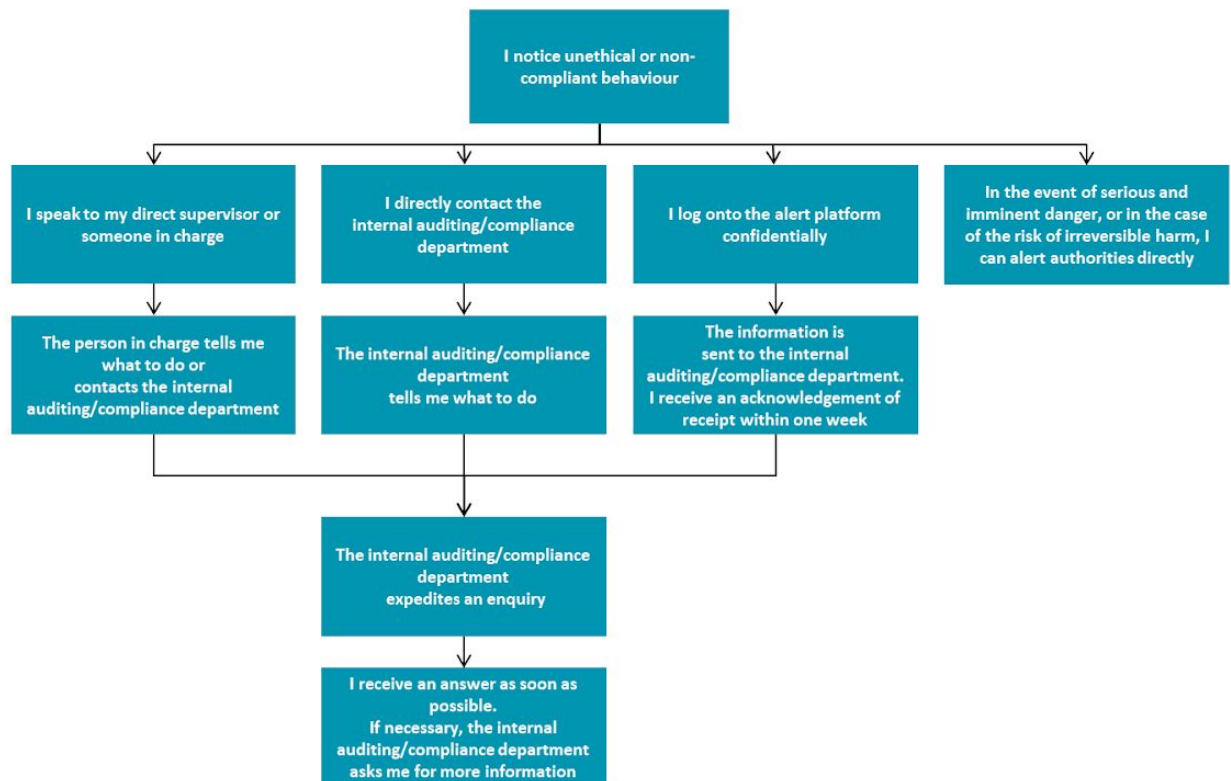 I notice unethical or non-
compliant behaviour
I speak to my direct supervisor or
someone in charge
I directly contact the
internal auditing/compliance
department
I log onto the alert platform
confidentially
In the event of serious and
imminent danger, or in the case
of the risk of irreversible harm, I
can alert authorities directly
The person in charge tells me
what to do or
contacts the internal
auditing/compliance department
The internal auditing/compliance
department
tells me what to do
The information is
sent to the internal
auditing/compliance department.
I receive an acknowledgement of
receipt within one week
The internal auditing/compliance
department
expedites an enquiry
I receive an answer as soon as
possible.
If necessary, the internal
auditing/compliance department
asks me for more information